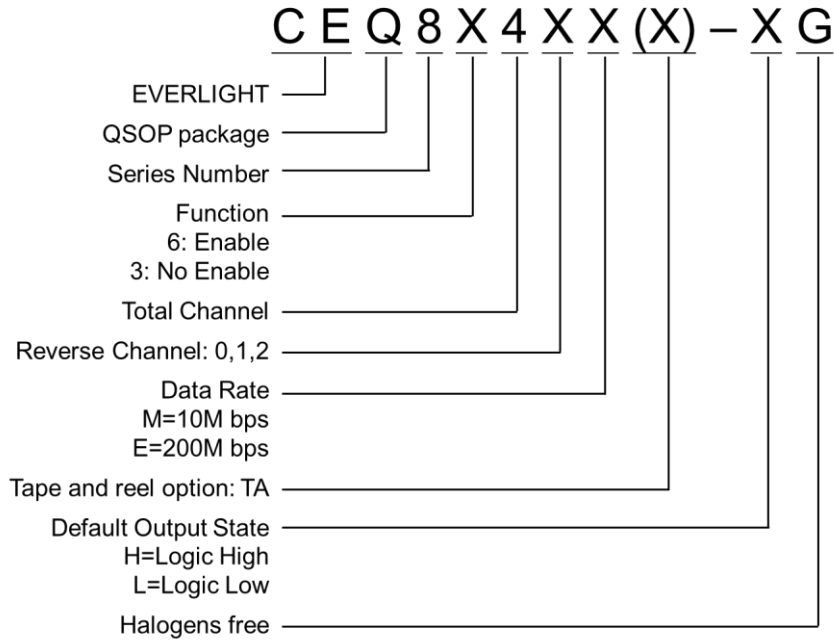 C E Q 8 X 4 X X (X) – X G
EVERLIGHT
QSOP package
Series Number
Function
6: Enable
3: No Enable
Total Channel
Reverse Channel: 0,1,2
Data Rate
M=10M bps
E=200M bps
Tape and reel option: TA
Default Output State
H=Logic High
L=Logic Low
Halogens free